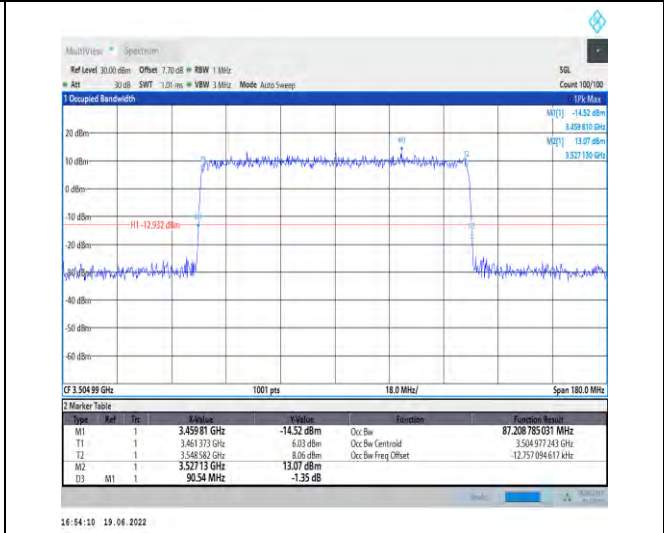 MultiView Spectrum
Ref Level 30.00 dBm Offset 7.70 dB RBW 1 MHz SGL
Att 30 dB SWT 1.01 ms VBW 3 MHz Mode Auto Sweep Count 100/100
1 Occupied Bandwidth 1Pk Max
M1[1] -14.52 dBm
3.459 810 GHz
20 dBm
M2[1] 13.07 dBm
3.527 130 GHz
M2
10 dBm
0 dBm
-10 dBm
H1 -12.932 dBm
-20 dBm
-40 dBm
-50 dBm
-60 dBm
CF 3.504 99 GHz 1001 pts 18.0 MHz/ Span 180.0 MHz
2 Marker Table
Type Ref Trc X-Value Y-Value Function Function Result
M1 1 3.459 81 GHz -14.52 dBm Occ Bw 87.208 785 031 MHz
T1 1 3.461 373 GHz 6.03 dBm Occ Bw Centroid 3.504 977 243 GHz
T2 1 3.548 582 GHz 8.06 dBm Occ Bw Freq Offset -12.757 094 617 kHz
M2 1 3.527 13 GHz 13.07 dBm
D3 M1 1 90.54 MHz -1.35 dB
16:54:10 19.06.2022